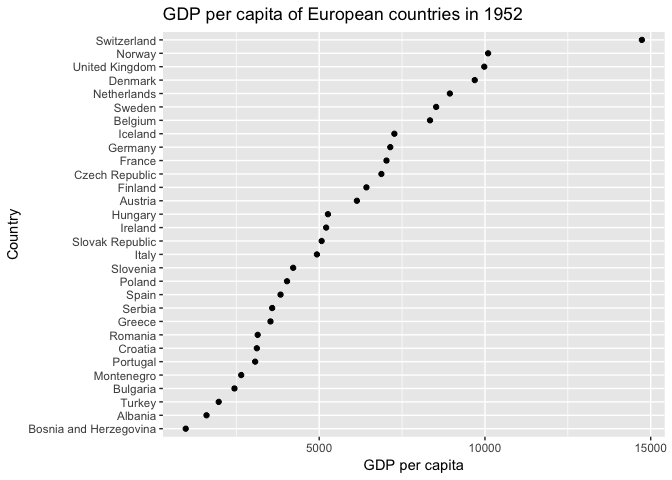 GDP per capita of European countries in 1952
Country
Switzerland
Norway
United Kingdom
Denmark
Netherlands
Sweden
Belgium
Iceland
Germany
France
Czech Republic
Finland
Austria
Hungary
Ireland
Slovak Republic
Italy
Slovenia
Poland
Spain
Serbia
Greece
Romania
Croatia
Portugal
Montenegro
Bulgaria
Turkey
Albania
Bosnia and Herzegovina
5000 10000 15000
GDP per capita